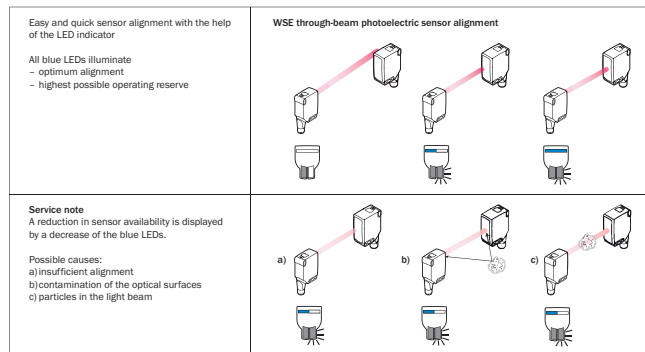 Easy and quick sensor alignment with the help
of the LED indicator
All blue LEDs illuminate
– optimum alignment
– highest possible operating reserve
WSE through-beam photoelectric sensor alignment
Service note
A reduction in sensor availability is displayed
by a decrease of the blue LEDs.
Possible causes:
a) insufficient alignment
b) contamination of the optical surfaces
c) particles in the light beam
a)
b)
c)